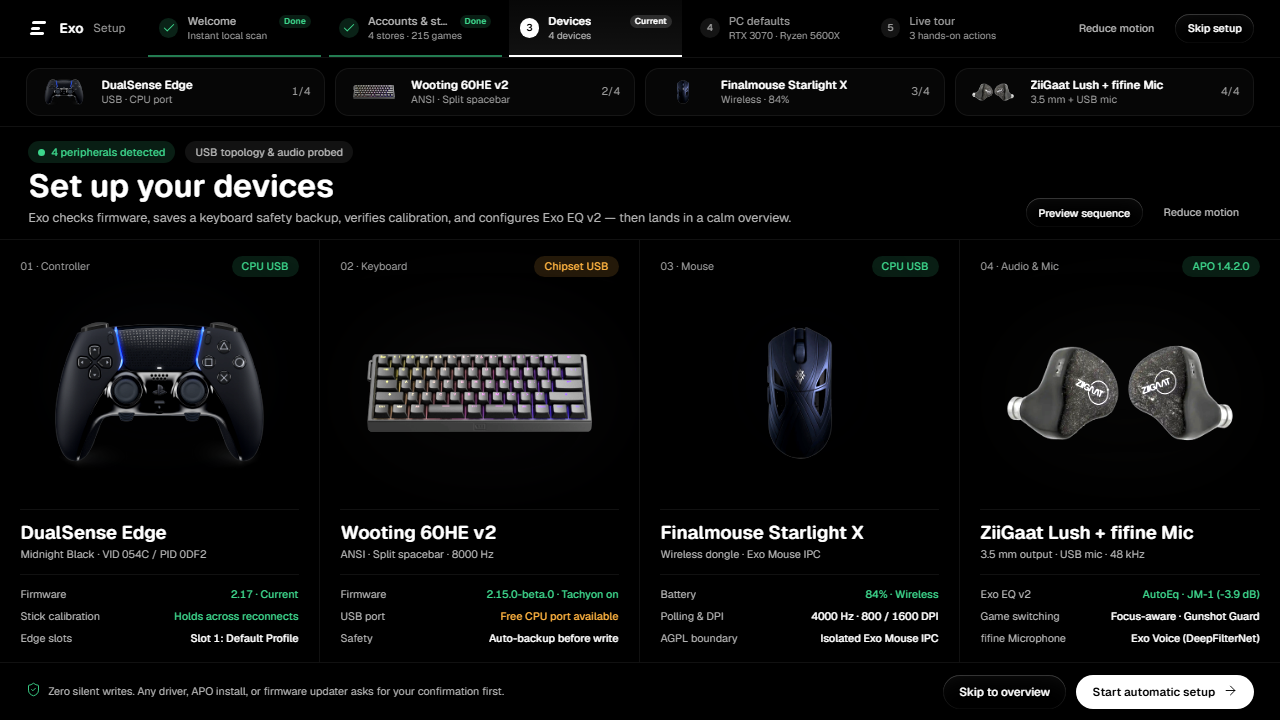 Exo Setup
Welcome Done
Instant local scan
Accounts & st... Done
4 stores · 215 games
3 Devices Current
4 devices
4 PC defaults
RTX 3070 · Ryzen 5600X
5 Live tour
3 hands-on actions
Reduce motion
Skip setup
DualSense Edge
USB · CPU port
1/4
Wooting 60HE v2
ANSI · Split spacebar
2/4
Finalmouse Starlight X
Wireless · 84%
3/4
ZiiGaat Lush + fifine Mic
3.5 mm + USB mic
4/4
4 peripherals detected
USB topology & audio probed
Set up your devices
Exo checks firmware, saves a keyboard safety backup, verifies calibration, and configures Exo EQ v2 — then lands in a calm overview.
Preview sequence
Reduce motion
01 · Controller CPU USB
DualSense Edge
Midnight Black · VID 054C / PID 0DF2
Firmware 2.17 · Current
Stick calibration Holds across reconnects
Edge slots Slot 1: Default Profile
02 · Keyboard Chipset USB
Wooting 60HE v2
ANSI · Split spacebar · 8000 Hz
Firmware 2.15.0-beta.0 · Tachyon on
USB port Free CPU port available
Safety Auto-backup before write
03 · Mouse CPU USB
Finalmouse Starlight X
Wireless dongle · Exo Mouse IPC
Battery 84% · Wireless
Polling & DPI 4000 Hz · 800 / 1600 DPI
AGPL boundary Isolated Exo Mouse IPC
04 · Audio & Mic APO 1.4.2.0
ZIIGAAT
ZIIGAAT
ZiiGaat Lush + fifine Mic
3.5 mm output · USB mic · 48 kHz
Exo EQ v2 AutoEq · JM-1 (-3.9 dB)
Game switching Focus-aware · Gunshot Guard
fifine Microphone Exo Voice (DeepFilterNet)
Zero silent writes. Any driver, APO install, or firmware updater asks for your confirmation first.
Skip to overview
Start automatic setup →